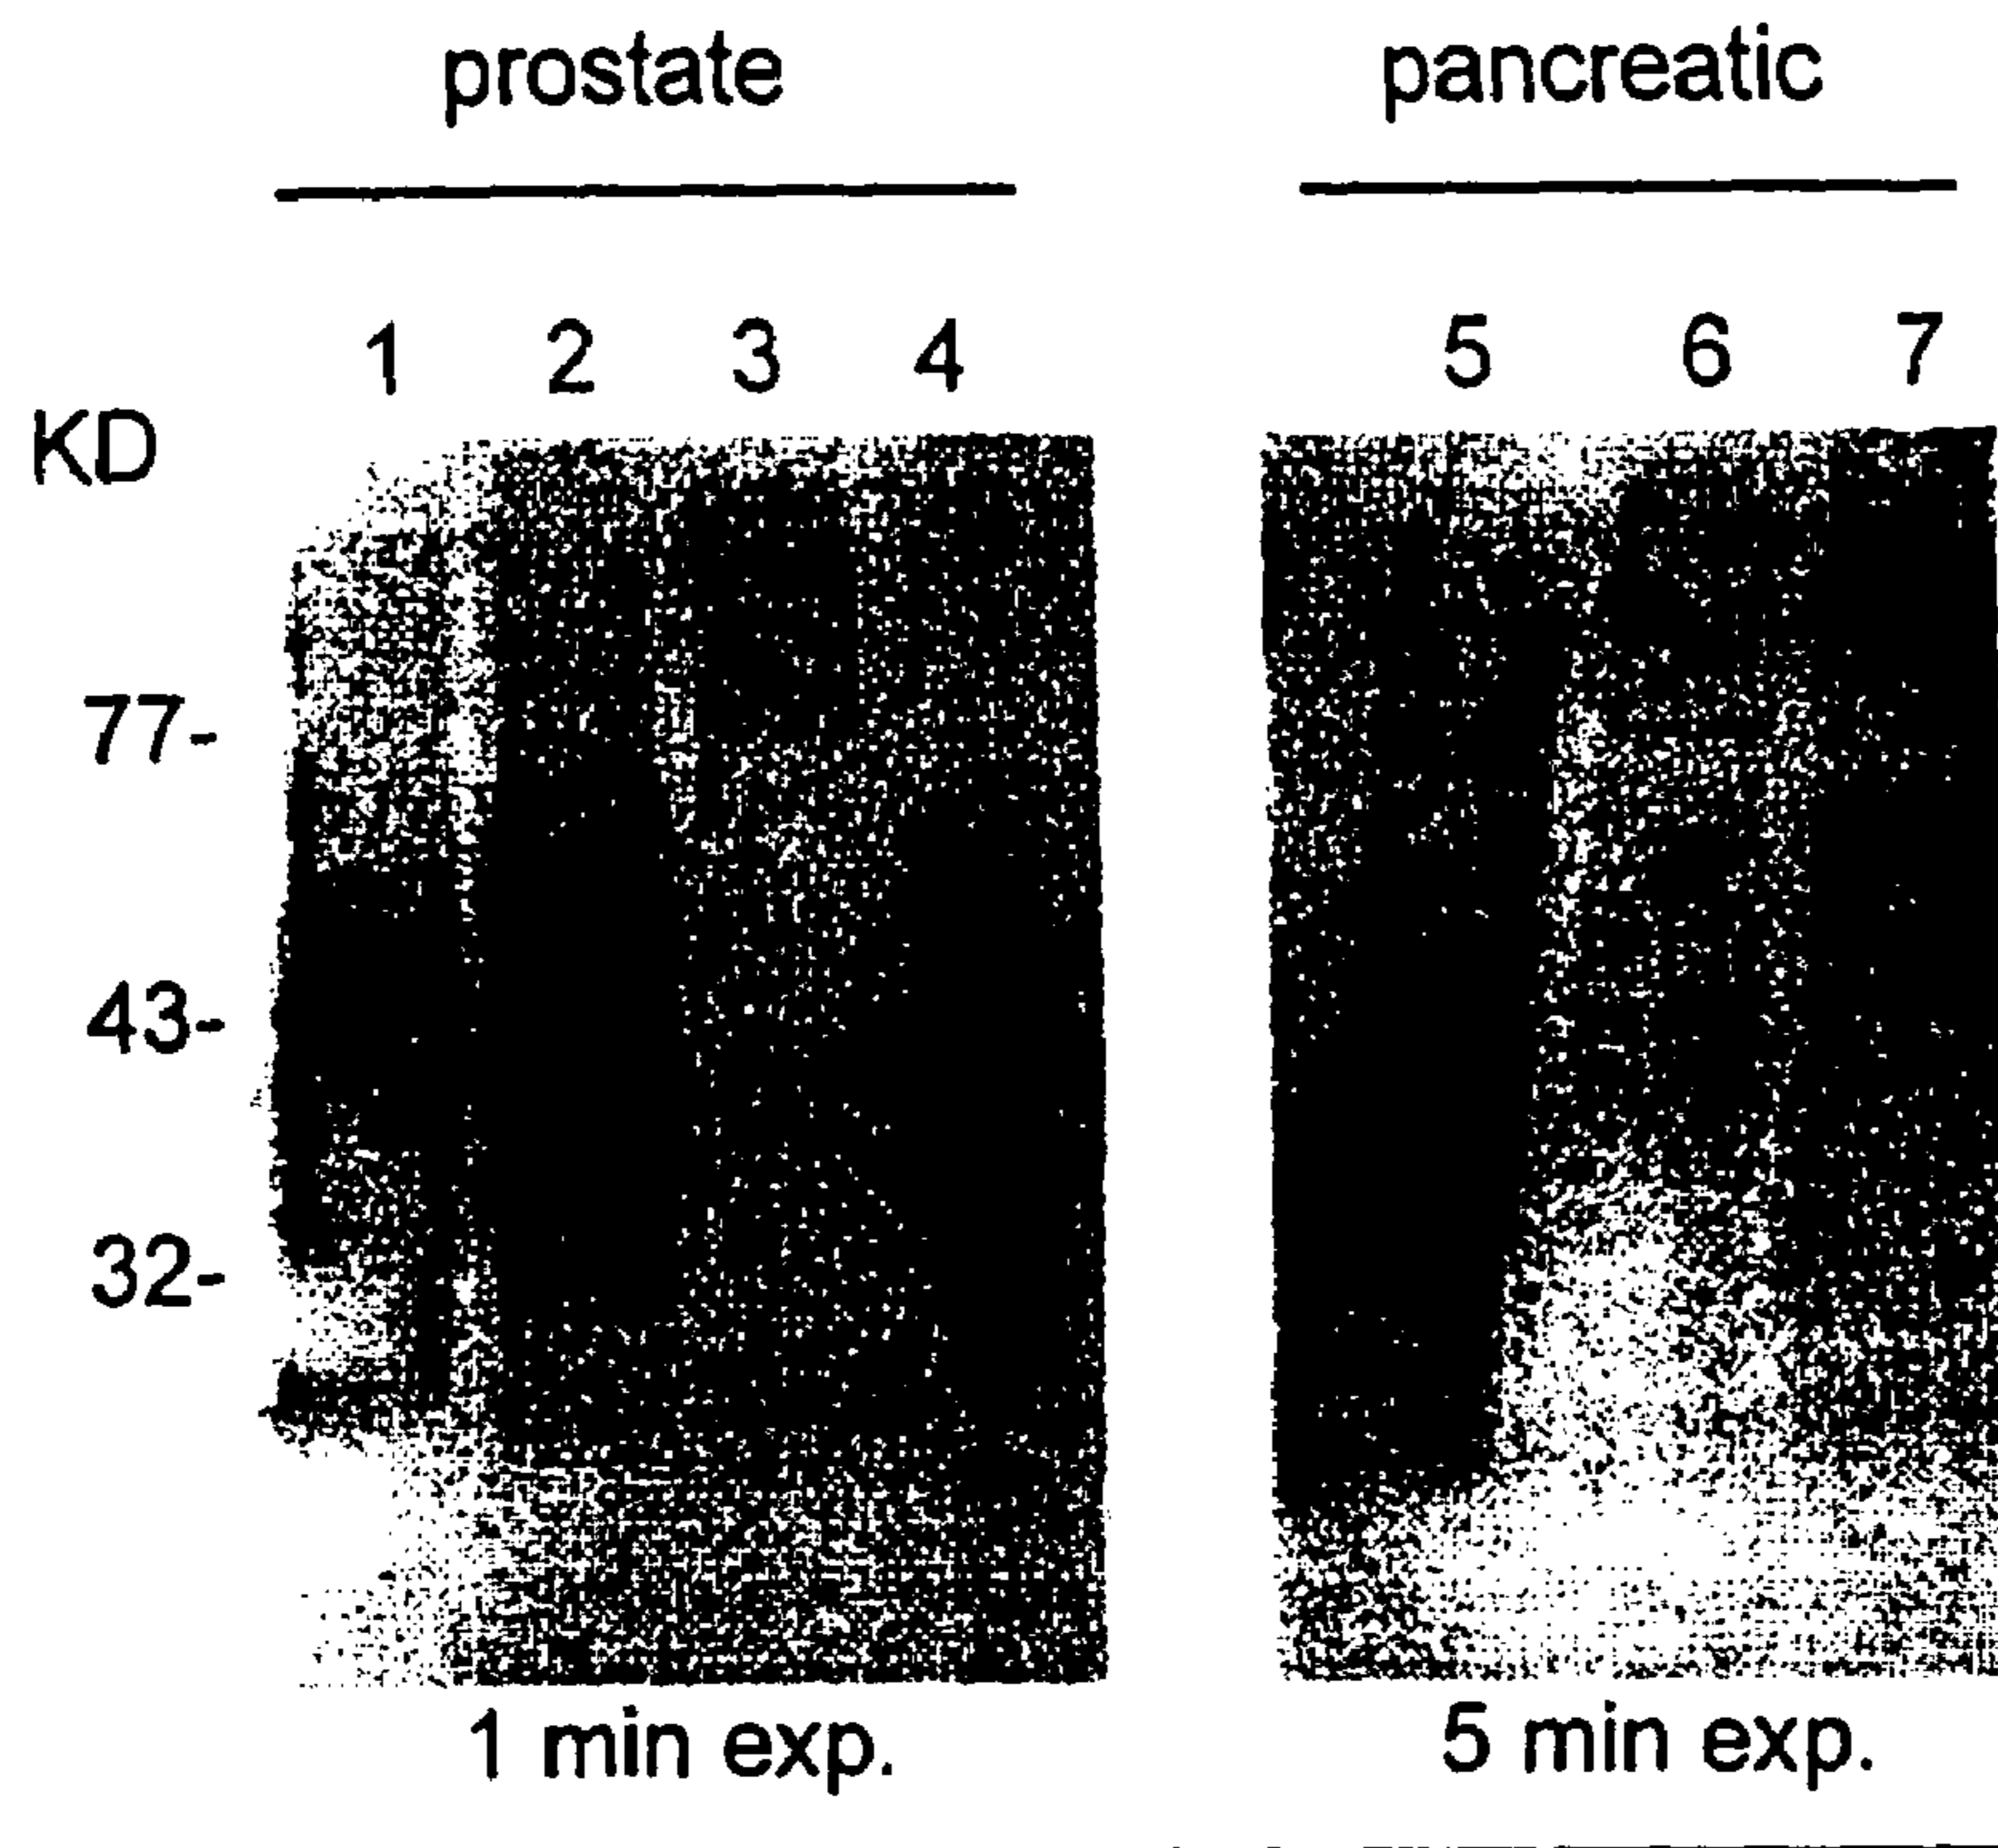 prostate pancreatic
1 2 3 4 5 6 7
KD
77-
43-
32-
1 min exp. 5 min exp.